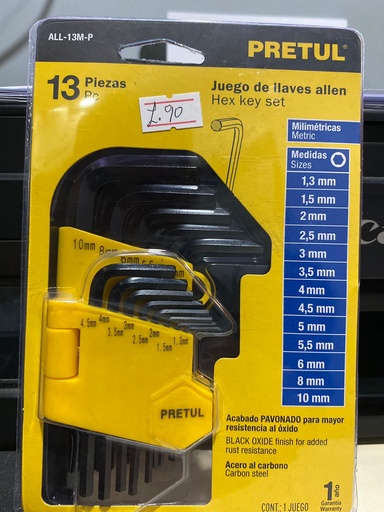 ALL-13M-P
PRETUL
13 Piezas
Juego de llaves allen
Hex key set
Milimétricas
Metric
Medidas
Sizes
1,3 mm
1,5 mm
2 mm
2,5 mm
3 mm
3,5 mm
4 mm
4,5 mm
5 mm
5,5 mm
6 mm
8 mm
10 mm
10mm 8mm 6mm
4.5mm 4mm 3.5mm 3mm 2.5mm 2mm 1.5mm 1.3mm
PRETUL
Acabado PAVONADO para mayor
resistencia al óxido
BLACK OXIDE finish for added
rust resistance
Acero al carbono
Carbon steel
1 año
Garantía
Warranty
CONT.: 1 JUEGO